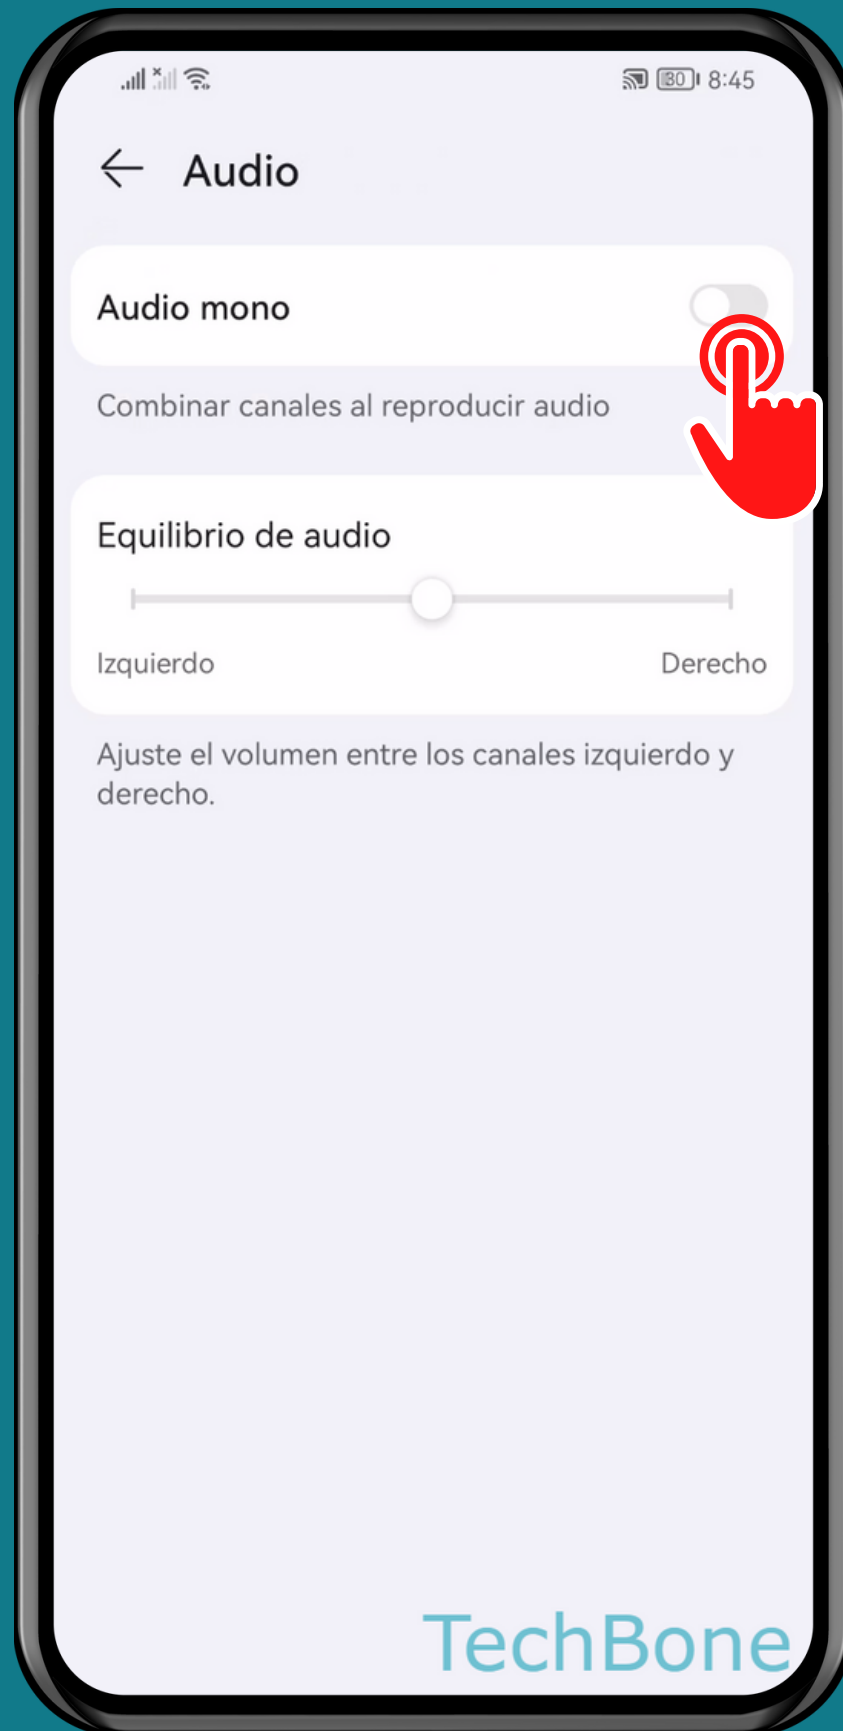 80 8:45
Audio
Audio mono
Combinar canales al reproducir audio
Equilibrio de audio
Izquierdo Derecho
Ajuste el volumen entre los canales izquierdo y
derecho.
TechBone